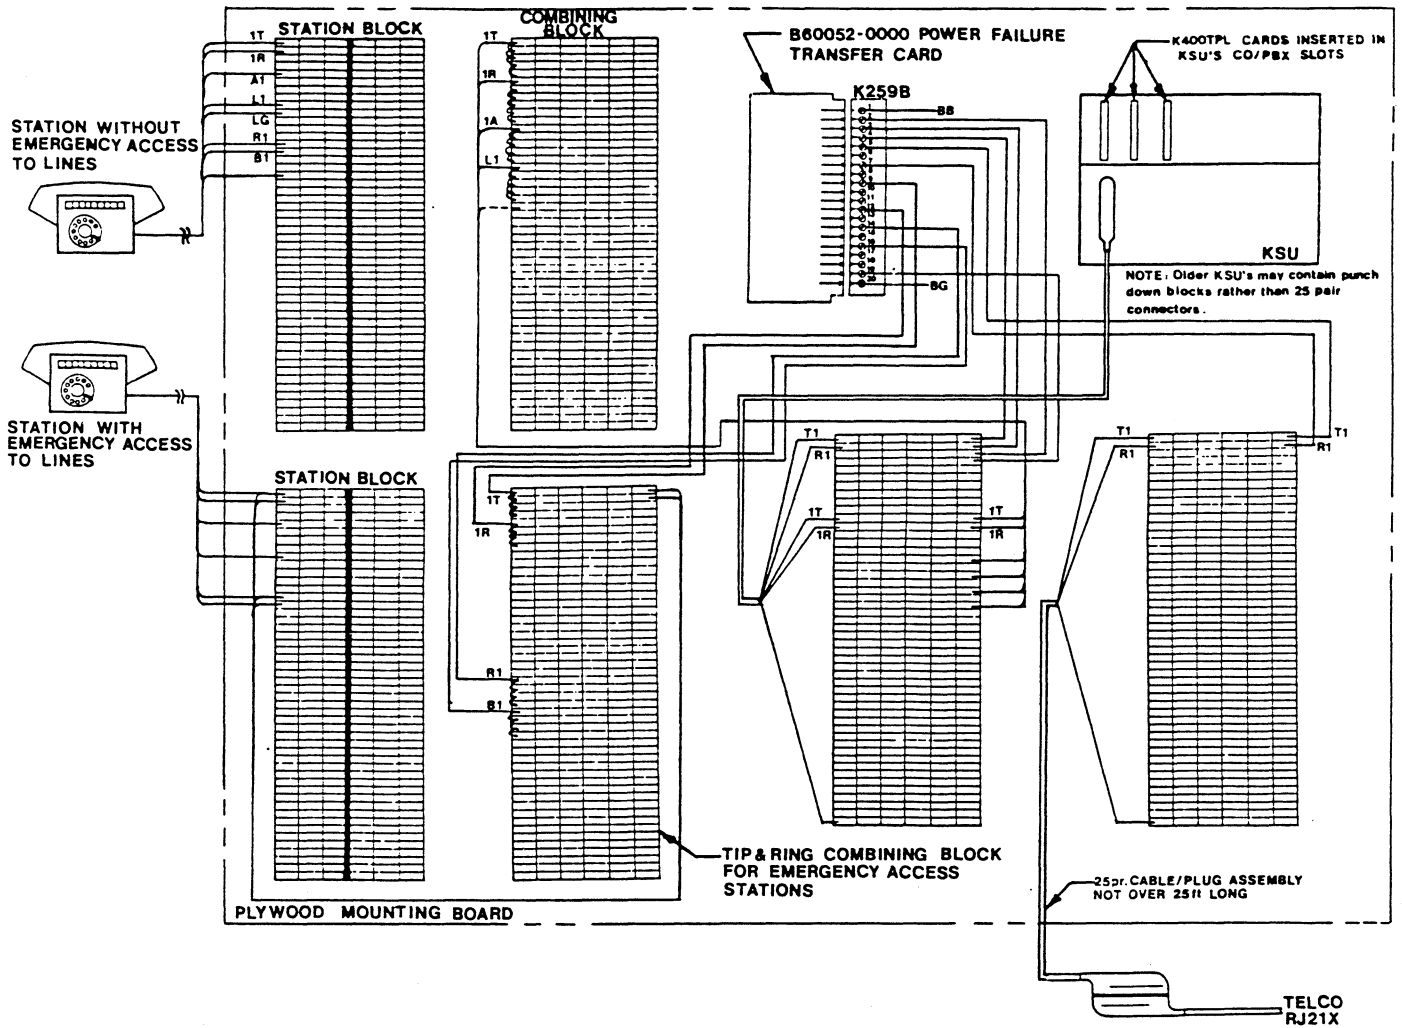 STATION BLOCK
COMBINING
BLOCK
B60052-0000 POWER FAILURE
TRANSFER CARD
K400TPL CARDS INSERTED IN
KSU'S CO/PBX SLOTS
1T
1R
A1
L1
LG
R1
B1
1T
1R
1A
L1
K259B
BB
BG
STATION WITHOUT
EMERGENCY ACCESS
TO LINES
KSU
NOTE: Older KSU's may contain punch
down blocks rather than 25 pair
connectors.
STATION WITH
EMERGENCY ACCESS
TO LINES
STATION BLOCK
T1
R1
T1
R1
T1
R1
1T
1R
1T
1R
1T
1R
R1
B1
TIP & RING COMBINING BLOCK
FOR EMERGENCY ACCESS
STATIONS
25pr. CABLE/PLUG ASSEMBLY
NOT OVER 25ft LONG
PLYWOOD MOUNTING BOARD
TELCO
RJ21X